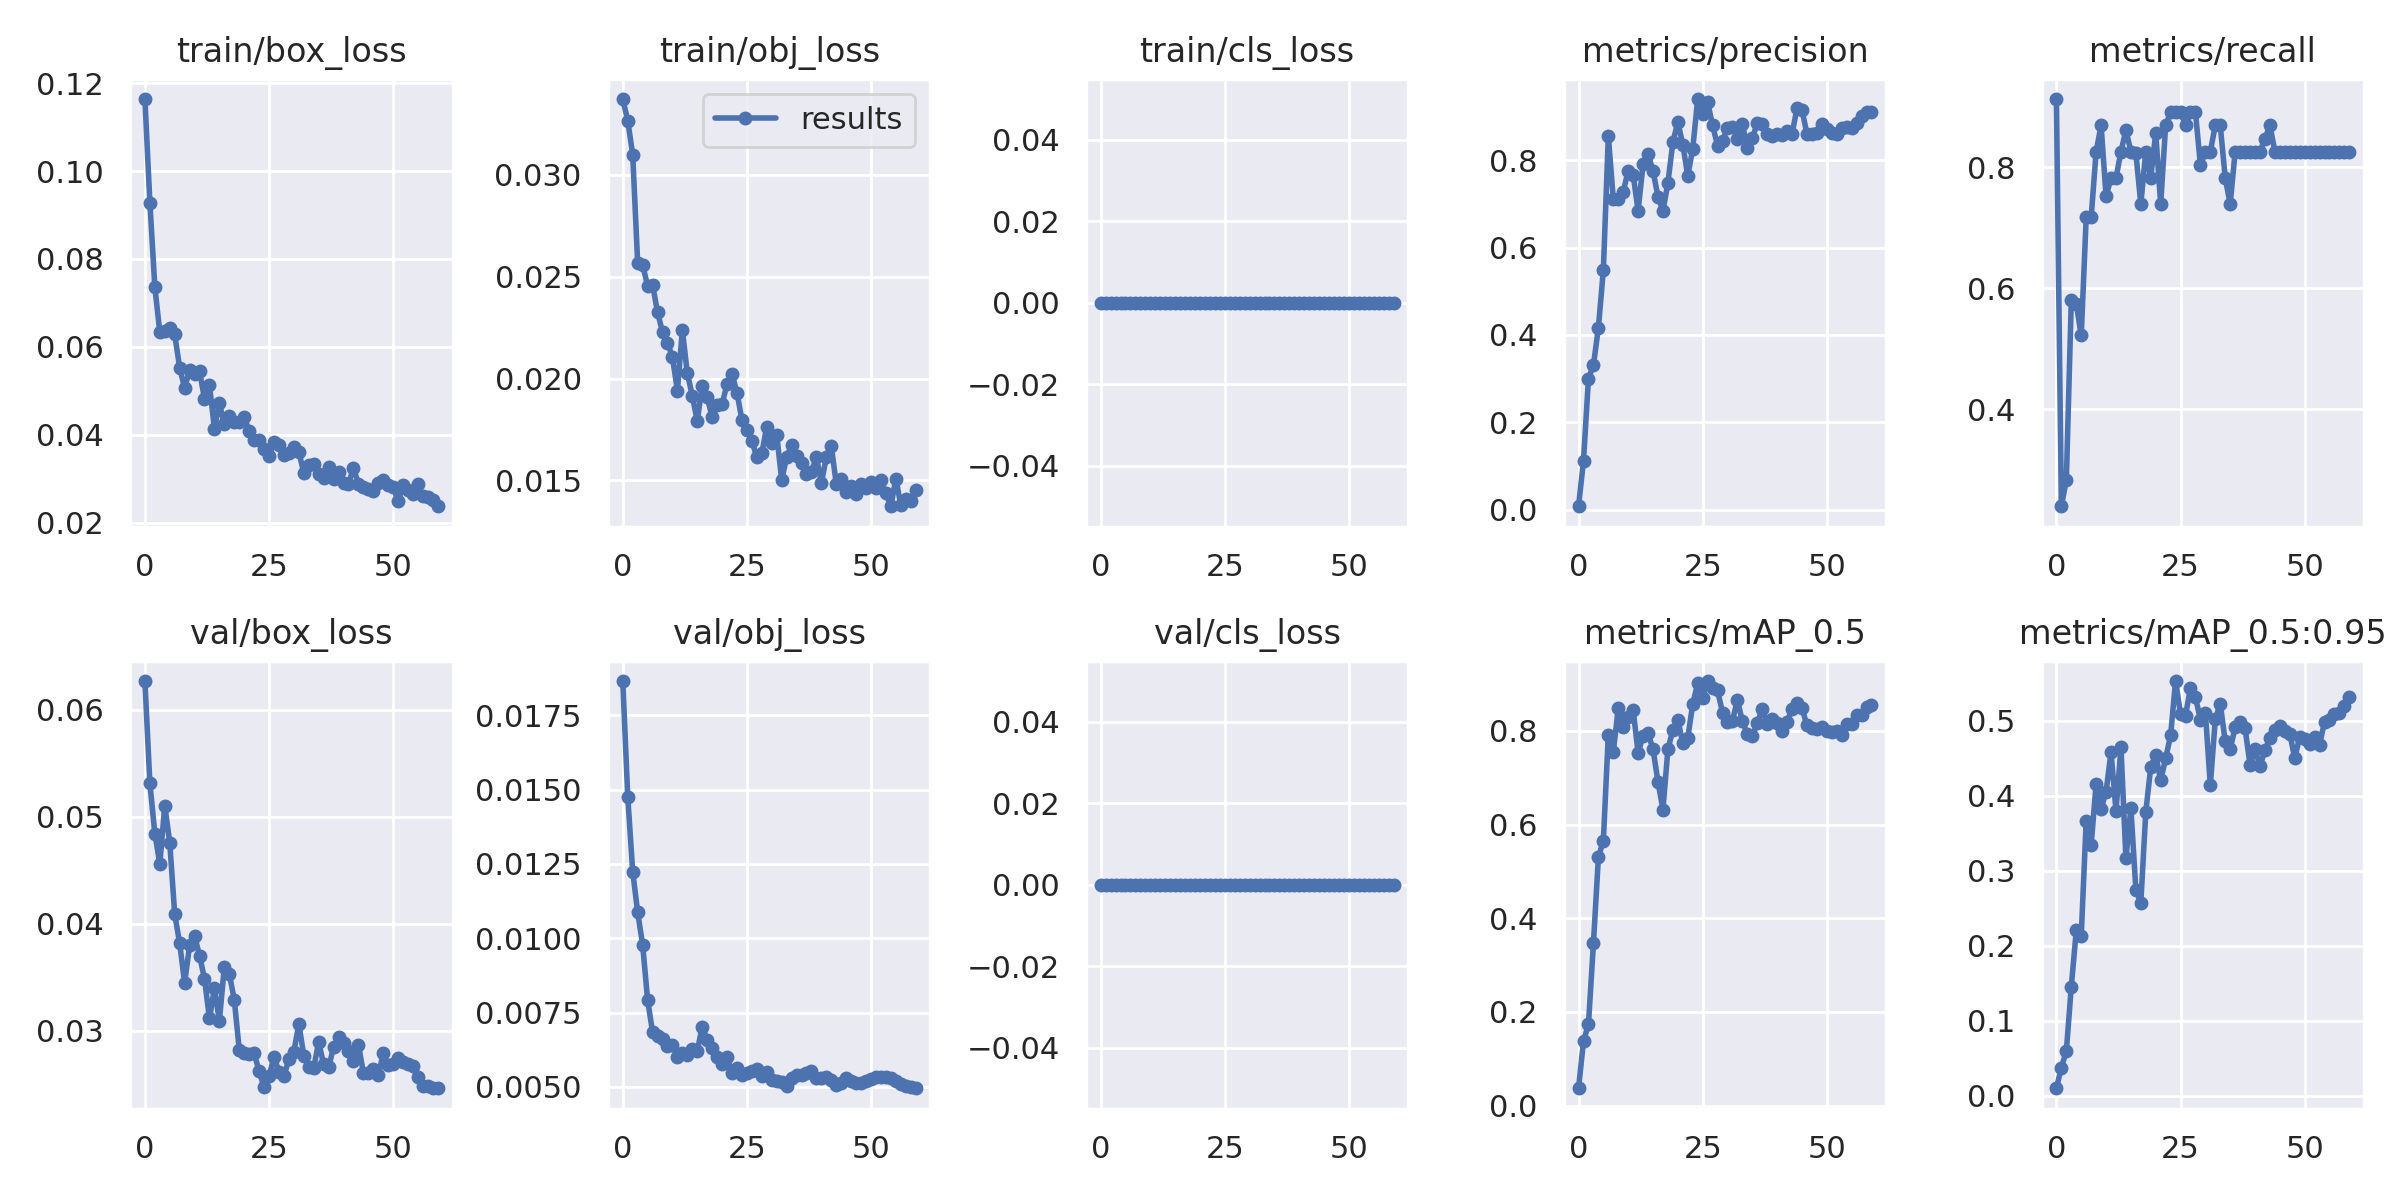 train/box_loss
0.12
0.10
0.08
0.06
0.04
0.02
0 25 50
train/obj_loss
results
0.030
0.025
0.020
0.015
0 25 50
train/cls_loss
0.04
0.02
0.00
−0.02
−0.04
0 25 50
metrics/precision
0.8
0.6
0.4
0.2
0.0
0 25 50
metrics/recall
0.8
0.6
0.4
0 25 50
val/box_loss
0.06
0.05
0.04
0.03
0 25 50
val/obj_loss
0.0175
0.0150
0.0125
0.0100
0.0075
0.0050
0 25 50
val/cls_loss
0.04
0.02
0.00
−0.02
−0.04
0 25 50
metrics/mAP_0.5
0.8
0.6
0.4
0.2
0.0
0 25 50
metrics/mAP_0.5:0.95
0.5
0.4
0.3
0.2
0.1
0.0
0 25 50